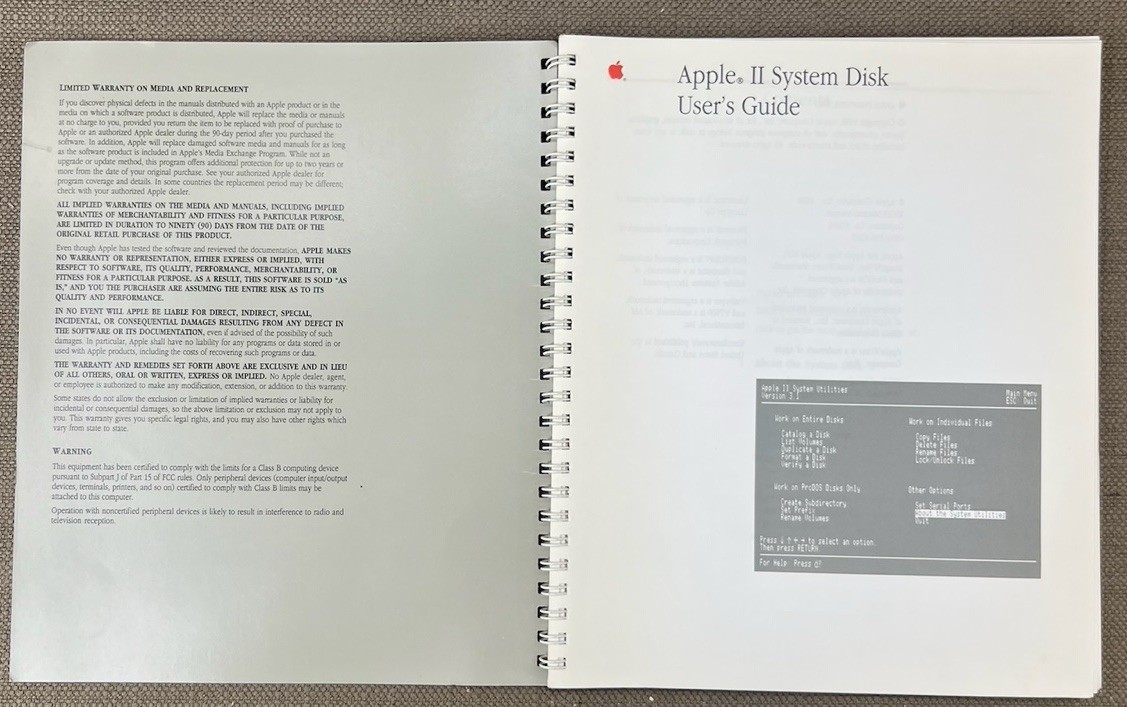 LIMITED WARRANTY ON MEDIA AND REPLACEMENT
If you discover physical defects in the manuals distributed with an Apple product or in the
media on which a software product is distributed, Apple will replace the media or manuals
at no charge to you, provided you return the item to be replaced with proof of purchase to
Apple or an authorized Apple dealer during the 90-day period after you purchased the
software. In addition, Apple will replace damaged software media and manuals for as long
as the software product is included in Apple's Media Exchange Program. While not an
upgrade or update method, this program offers additional protection for up to two years or
more from the date of your original purchase. See your authorized Apple dealer for
program coverage and details. In some countries the replacement period may be different;
check with your authorized Apple dealer.
ALL IMPLIED WARRANTIES ON THE MEDIA AND MANUALS, INCLUDING IMPLIED
WARRANTIES OF MERCHANTABILITY AND FITNESS FOR A PARTICULAR PURPOSE,
ARE LIMITED IN DURATION TO NINETY (90) DAYS FROM THE DATE OF THE
ORIGINAL RETAIL PURCHASE OF THIS PRODUCT.
Even though Apple has tested the software and reviewed the documentation, APPLE MAKES
NO WARRANTY OR REPRESENTATION, EITHER EXPRESS OR IMPLIED, WITH
RESPECT TO SOFTWARE, ITS QUALITY, PERFORMANCE, MERCHANTABILITY, OR
FITNESS FOR A PARTICULAR PURPOSE. AS A RESULT, THIS SOFTWARE IS SOLD "AS
IS," AND YOU THE PURCHASER ARE ASSUMING THE ENTIRE RISK AS TO ITS
QUALITY AND PERFORMANCE.
IN NO EVENT WILL APPLE BE LIABLE FOR DIRECT, INDIRECT, SPECIAL,
INCIDENTAL, OR CONSEQUENTIAL DAMAGES RESULTING FROM ANY DEFECT IN
THE SOFTWARE OR ITS DOCUMENTATION, even if advised of the possibility of such
damages. In particular, Apple shall have no liability for any programs or data stored in or
used with Apple products, including the costs of recovering such programs or data.
THE WARRANTY AND REMEDIES SET FORTH ABOVE ARE EXCLUSIVE AND IN LIEU
OF ALL OTHERS, ORAL OR WRITTEN, EXPRESS OR IMPLIED. No Apple dealer, agent,
or employee is authorized to make any modification, extension, or addition to this warranty.
Some states do not allow the exclusion or limitation of implied warranties or liability for
incidental or consequential damages, so the above limitation or exclusion may not apply to
you. This warranty gives you specific legal rights, and you may also have other rights which
vary from state to state.
WARNING
This equipment has been certified to comply with the limits for a Class B computing device
pursuant to Subpart J of Part 15 of FCC rules. Only peripheral devices (computer input/output
devices, terminals, printers, and so on) certified to comply with Class B limits may be
attached to this computer.
Operation with noncertified peripheral devices is likely to result in interference to radio and
television reception.
Apple® II System Disk
User's Guide
Apple II System Utilities
Version 3.1
Main Menu
ESC: Quit
Work on Entire Disks
Catalog a Disk
List Volumes
Duplicate a Disk
Format a Disk
Verify a Disk
Work on Individual Files
Copy Files
Delete Files
Rename Files
Lock/Unlock Files
Work on ProDOS Disks Only
Create Subdirectory
Set Prefix
Rename Volumes
Other Options
Set Serial Ports
About the System Utilities
Quit
Press ↓ ↑ ← → to select an option.
Then press RETURN.
For Help: Press